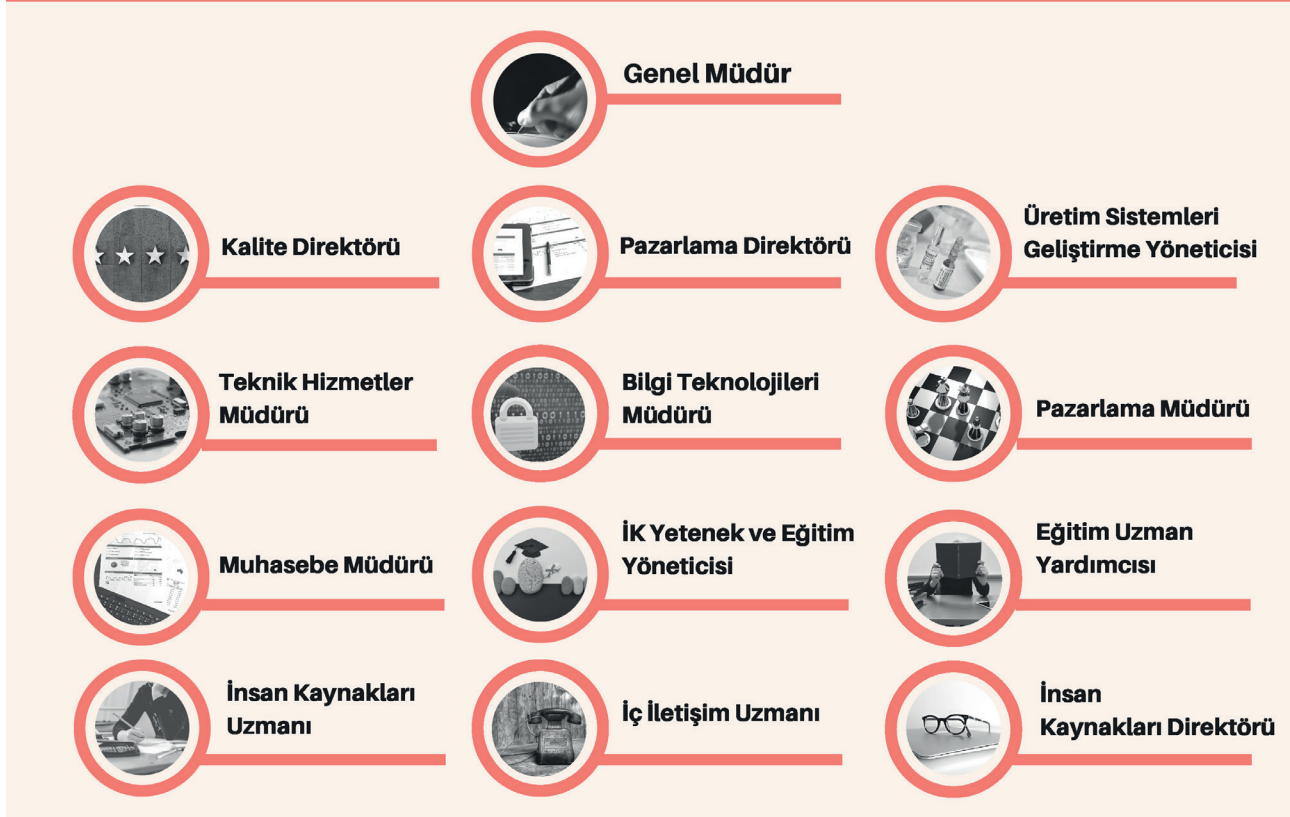 Genel Müdür
Kalite Direktörü
Pazarlama Direktörü
Üretim Sistemleri
Geliştirme Yöneticisi
Teknik Hizmetler
Müdürü
Bilgi Teknolojileri
Müdürü
Pazarlama Müdürü
Muhasebe Müdürü
İK Yetenek ve Eğitim
Yöneticisi
Eğitim Uzman
Yardımcısı
İnsan Kaynakları
Uzmanı
İç İletişim Uzmanı
İnsan
Kaynakları Direktörü